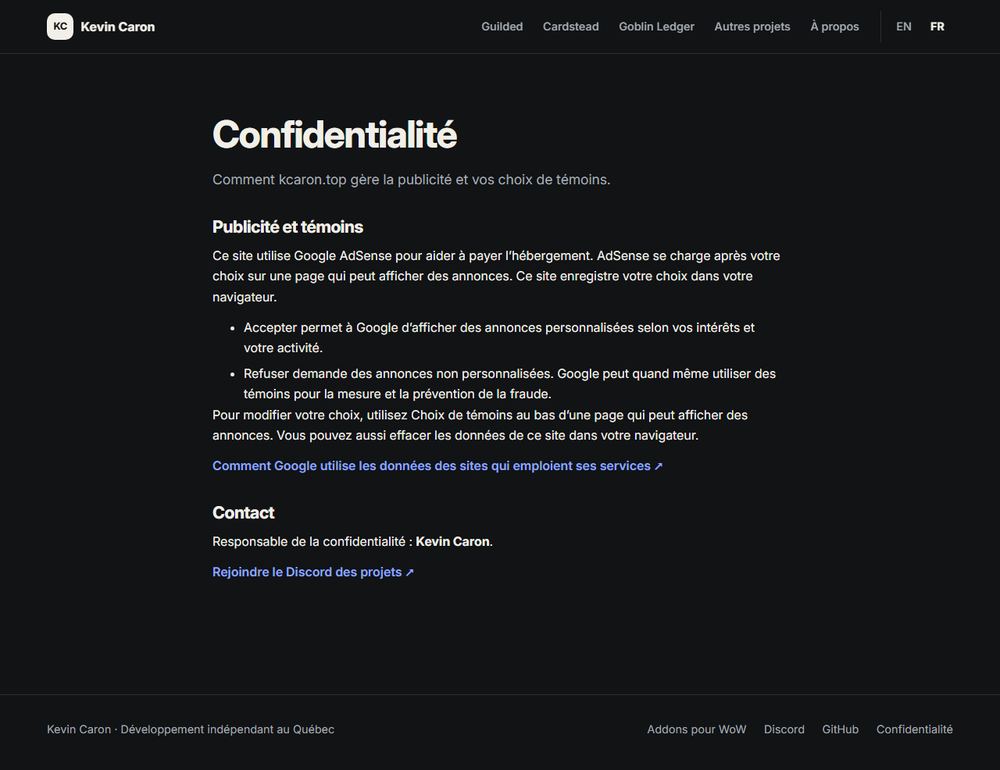 KC Kevin Caron
Guilded Cardstead Goblin Ledger Autres projets À propos EN FR
Confidentialité
Comment kcaron.top gère la publicité et vos choix de témoins.
Publicité et témoins
Ce site utilise Google AdSense pour aider à payer l’hébergement. AdSense se charge après votre
choix sur une page qui peut afficher des annonces. Ce site enregistre votre choix dans votre
navigateur.
• Accepter permet à Google d’afficher des annonces personnalisées selon vos intérêts et
votre activité.
• Refuser demande des annonces non personnalisées. Google peut quand même utiliser des
témoins pour la mesure et la prévention de la fraude.
Pour modifier votre choix, utilisez Choix de témoins au bas d’une page qui peut afficher des
annonces. Vous pouvez aussi effacer les données de ce site dans votre navigateur.
Comment Google utilise les données des sites qui emploient ses services ↗
Contact
Responsable de la confidentialité : Kevin Caron.
Rejoindre le Discord des projets ↗
Kevin Caron · Développement indépendant au Québec
Addons pour WoW Discord GitHub Confidentialité